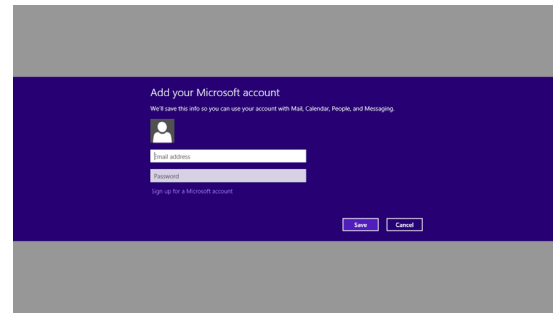 Add your Microsoft account
We'll save this info so you can use your account with Mail, Calendar, People, and Messaging.
Email address
Password
Sign up for a Microsoft account
Save Cancel